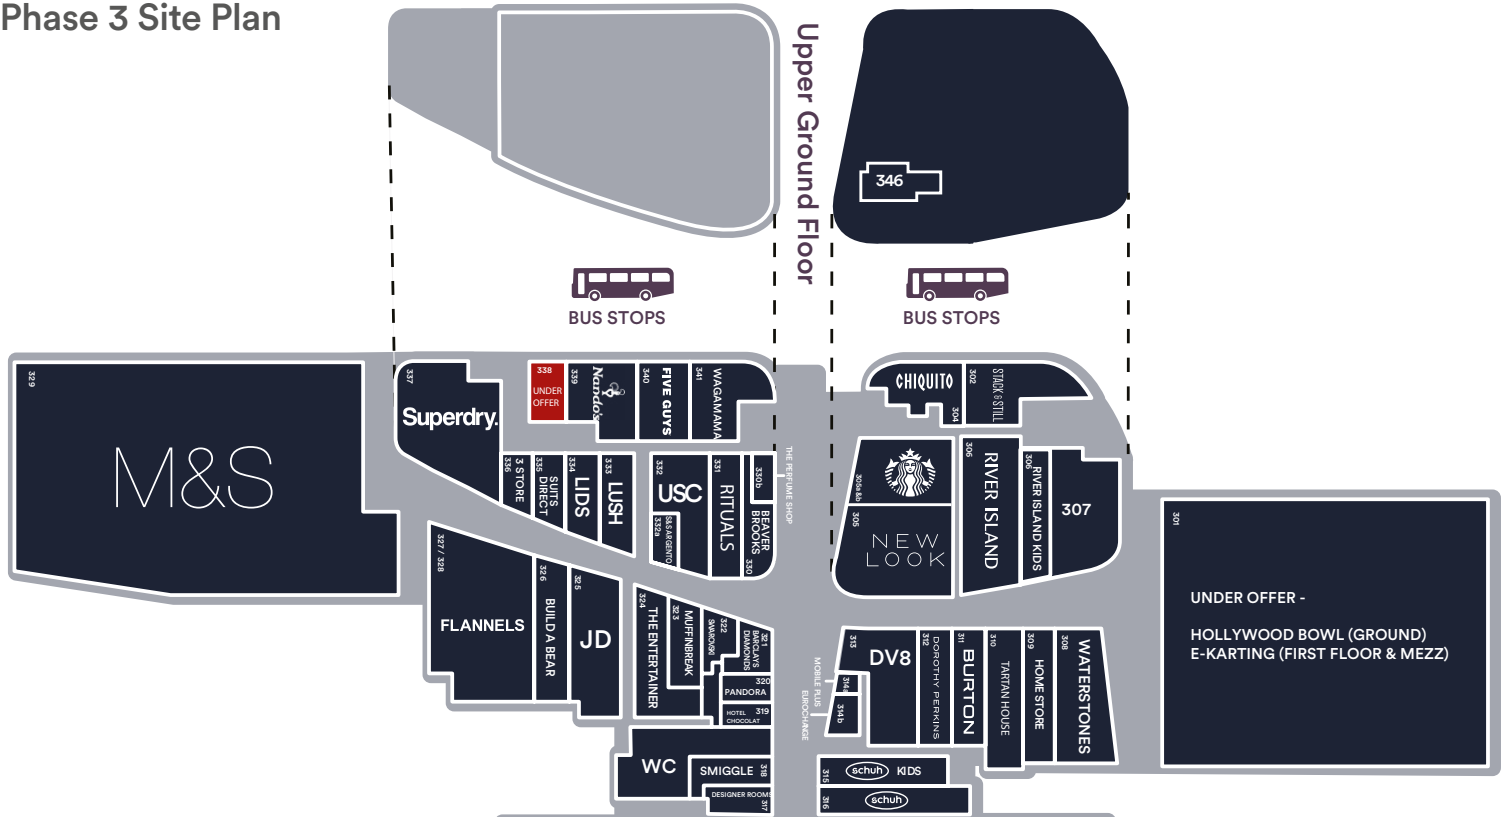 Phase 3 Site Plan
Upper Ground Floor
346
BUS STOPS
BUS STOPS
329
M&S
337
Superdry.
338
UNDER
OFFER
339
Nando's
340
FIVE GUYS
341
WAGAMAMA
CHIQUITO
304
302
STACK & STILL
336
3 STORE
335
SUITS
DIRECT
334
LIDS
333
LUSH
332
USC
332a
S&SARGENTO
331
RITUALS
330b
BEAVER
BROOKS
330
THE PERFUME SHOP
305a&b
305
NEW
LOOK
306
RIVER ISLAND
306
RIVER ISLAND KIDS
307
301
UNDER OFFER -
HOLLYWOOD BOWL (GROUND)
E-KARTING (FIRST FLOOR & MEZZ)
327 / 328
FLANNELS
326
BUILD A BEAR
325
JD
324
THE ENTERTAINER
323
MUFFINBREAK
322
SWAROVSKI
321
BARCLAYS
DIAMONDS
320
PANDORA
HOTEL
CHOCOLAT
319
MOBILE PLUS
EUROCHANGE
313
DV8
314a
314b
312
DOROTHY PERKINS
311
BURTON
310
TARTAN HOUSE
309
HOME STORE
308
WATERSTONES
WC
SMIGGLE
318
DESIGNER ROOMS
317
315
schuh KIDS
316
schuh